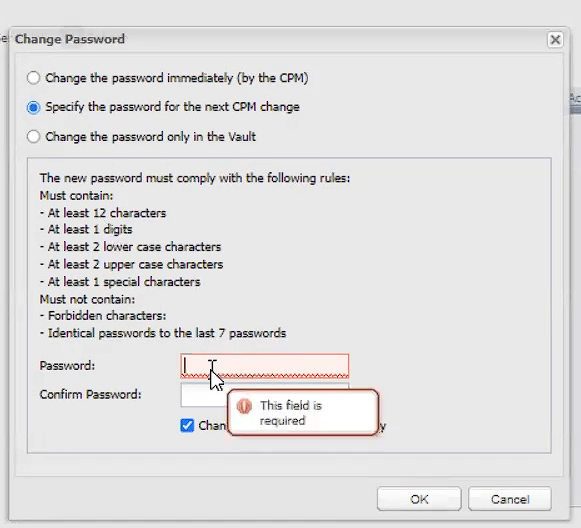 Change Password
Change the password immediately (by the CPM)
Specify the password for the next CPM change
Change the password only in the Vault
The new password must comply with the following rules:
Must contain:
- At least 12 characters
- At least 1 digits
- At least 2 lower case characters
- At least 2 upper case characters
- At least 1 special characters
Must not contain:
- Forbidden characters:
- Identical passwords to the last 7 passwords
Password:
Confirm Password:
This field is
required
OK
Cancel